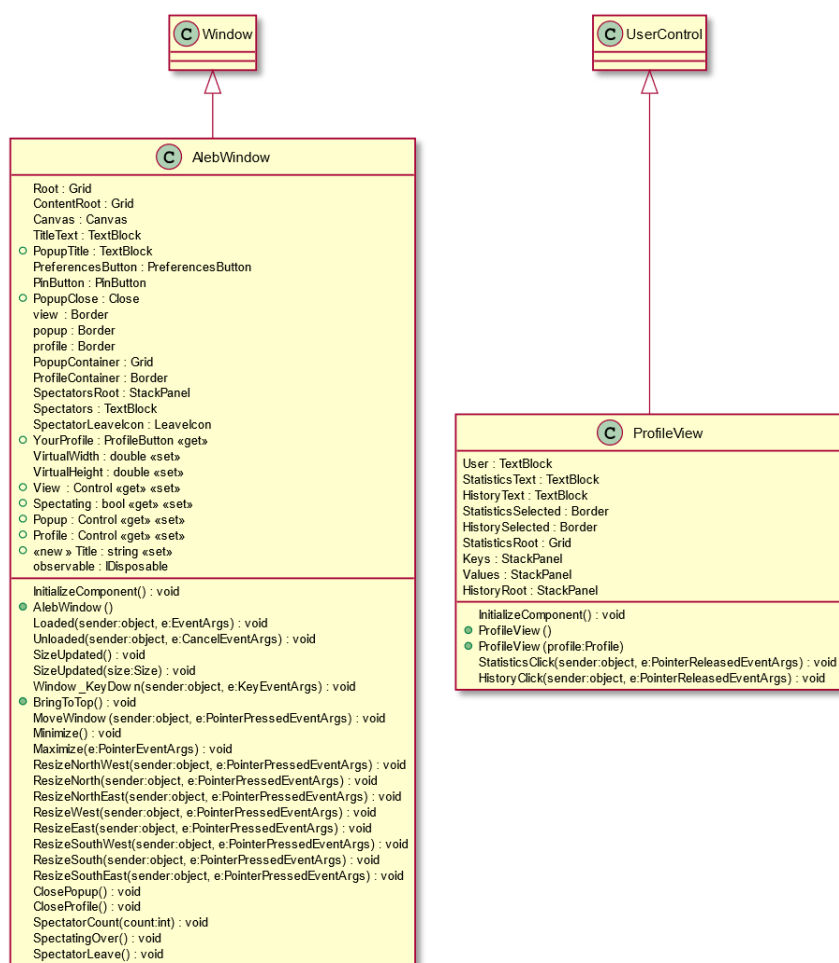 C Window
C UserControl
C AlebWindow
Root : Grid
ContentRoot : Grid
Canvas : Canvas
TitleText : TextBlock
PopupTitle : TextBlock
PreferencesButton : PreferencesButton
PinButton : PinButton
PopupClose : Close
view : Border
popup : Border
profile : Border
PopupContainer : Grid
ProfileContainer : Border
SpectatorsRoot : StackPanel
Spectators : TextBlock
SpectatorLeaveIcon : LeaveIcon
YourProfile : ProfileButton «get»
VirtualWidth : double «set»
VirtualHeight : double «set»
View : Control «get» «set»
Spectating : bool «get» «set»
Popup : Control «get» «set»
Profile : Control «get» «set»
«new» Title : string «set»
observable : IDisposable
InitializeComponent() : void
AlebWindow()
Loaded(sender:object, e:EventArgs) : void
Unloaded(sender:object, e:CancelEventArgs) : void
SizeUpdated() : void
SizeUpdated(size:Size) : void
Window_KeyDown(sender:object, e:KeyEventArgs) : void
BringToTop() : void
MoveWindow(sender:object, e:PointerPressedEventArgs) : void
Minimize() : void
Maximize(e:PointerEventArgs) : void
ResizeNorthWest(sender:object, e:PointerPressedEventArgs) : void
ResizeNorth(sender:object, e:PointerPressedEventArgs) : void
ResizeNorthEast(sender:object, e:PointerPressedEventArgs) : void
ResizeWest(sender:object, e:PointerPressedEventArgs) : void
ResizeEast(sender:object, e:PointerPressedEventArgs) : void
ResizeSouthWest(sender:object, e:PointerPressedEventArgs) : void
ResizeSouth(sender:object, e:PointerPressedEventArgs) : void
ResizeSouthEast(sender:object, e:PointerPressedEventArgs) : void
ClosePopup() : void
CloseProfile() : void
SpectatorCount(count:int) : void
SpectatingOver() : void
SpectatorLeave() : void
C ProfileView
User : TextBlock
StatisticsText : TextBlock
HistoryText : TextBlock
StatisticsSelected : Border
HistorySelected : Border
StatisticsRoot : Grid
Keys : StackPanel
Values : StackPanel
HistoryRoot : StackPanel
InitializeComponent() : void
ProfileView()
ProfileView(profile:Profile)
StatisticsClick(sender:object, e:PointerReleasedEventArgs) : void
HistoryClick(sender:object, e:PointerReleasedEventArgs) : void